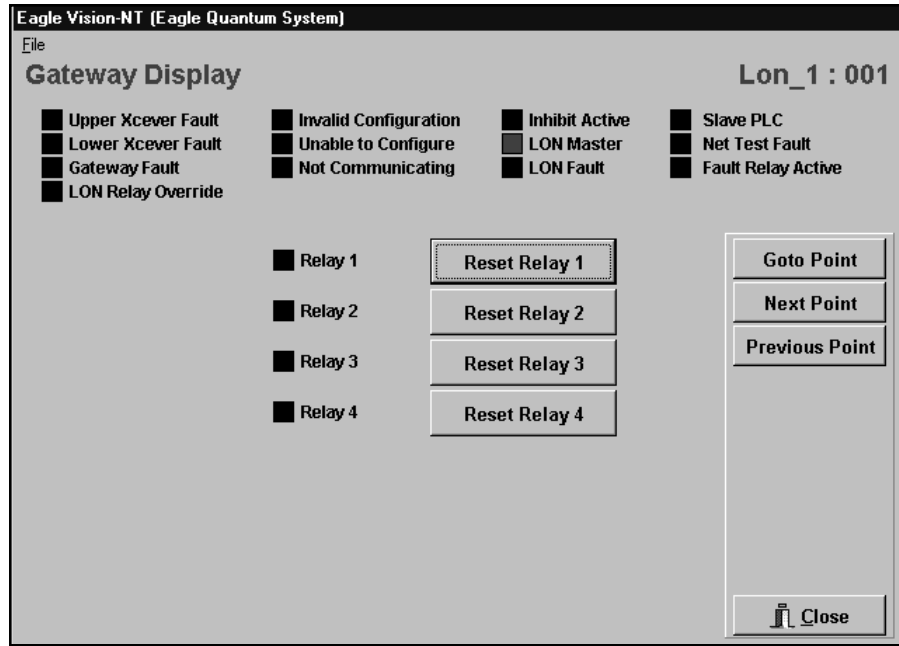 Eagle Vision-NT (Eagle Quantum System)
File
Gateway Display Lon_1 : 001
Upper Xcever Fault Invalid Configuration Inhibit Active Slave PLC
Lower Xcever Fault Unable to Configure LON Master Net Test Fault
Gateway Fault Not Communicating LON Fault Fault Relay Active
LON Relay Override
Relay 1 Reset Relay 1 Goto Point
Relay 2 Reset Relay 2 Next Point
Relay 3 Reset Relay 3 Previous Point
Relay 4 Reset Relay 4
Close